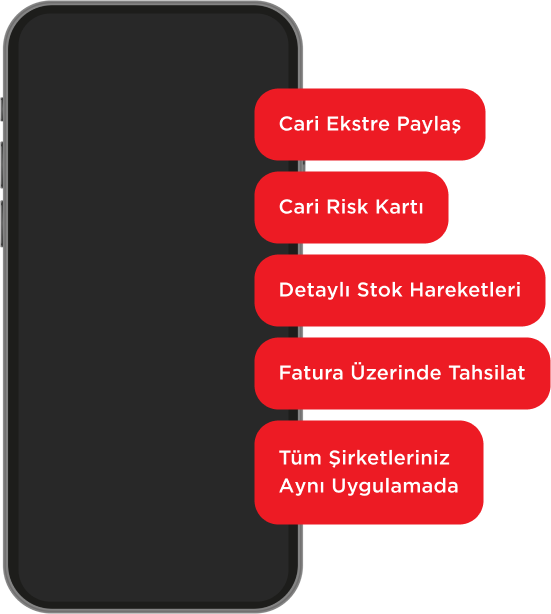 Cari Ekstre Paylaş
Cari Risk Kartı
Detaylı Stok Hareketleri
Fatura Üzerinde Tahsilat
Tüm Şirketleriniz
Aynı Uygulamada